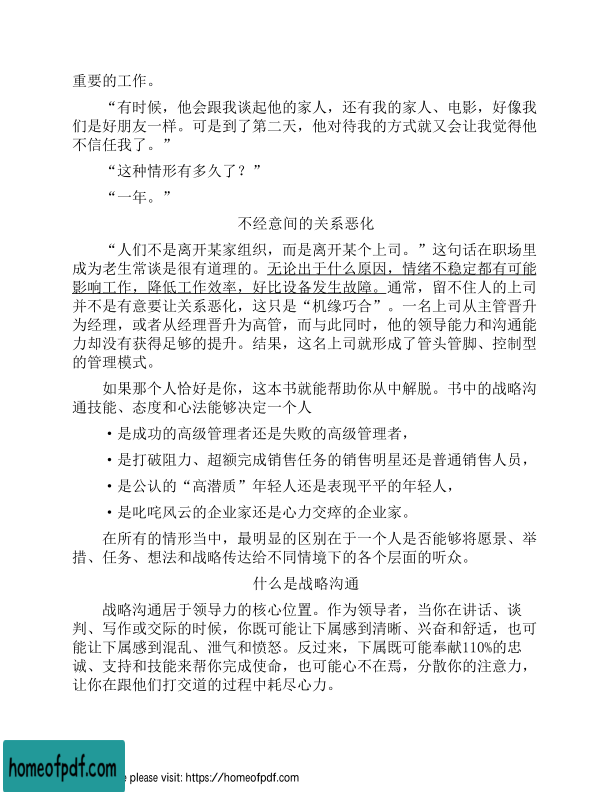 重要的工作。
“有时候，他会跟我谈起他的家人，还有我的家人、电影，好像我
们是好朋友一样。可是到了第二天，他对待我的方式就又会让我觉得他
不信任我了。”
“这种情形有多久了？”
“一年。”
不经意间的关系恶化
“人们不是离开某家组织，而是离开某个上司。”这句话在职场里
成为老生常谈是很有道理的。无论出于什么原因，情绪不稳定都有可能
影响工作，降低工作效率，好比设备发生故障。通常，留不住人的上司
并不是有意要让关系恶化，这只是“机缘巧合”。一名上司从主管晋升
为经理，或者从经理晋升为高管，而与此同时，他的领导能力和沟通能
力却没有获得足够的提升。结果，这名上司就形成了管头管脚、控制型
的管理模式。
如果那个人恰好是你，这本书就能帮助你从中解脱。书中的战略沟
通技能、态度和心法能够决定一个人
·是成功的高级管理者还是失败的高级管理者，
·是打破阻力、超额完成销售任务的销售明星还是普通销售人员，
·是公认的“高潜质”年轻人还是表现平平的年轻人，
·是叱咤风云的企业家还是心力交瘁的企业家。
在所有的情形当中，最明显的区别在于一个人是否能够将愿景、举
措、任务、想法和战略传达给不同情境下的各个层面的听众。
什么是战略沟通
战略沟通居于领导力的核心位置。作为领导者，当你在讲话、谈
判、写作或交际的时候，你既可能让下属感到清晰、兴奋和舒适，也可
能让下属感到混乱、泄气和愤怒。反过来，下属既可能奉献110%的忠
诚、支持和技能来帮你完成使命，也可能心不在焉，分散你的注意力，
让你在跟他们打交道的过程中耗尽心力。
homeofpdf.com
please visit: https://homeofpdf.com